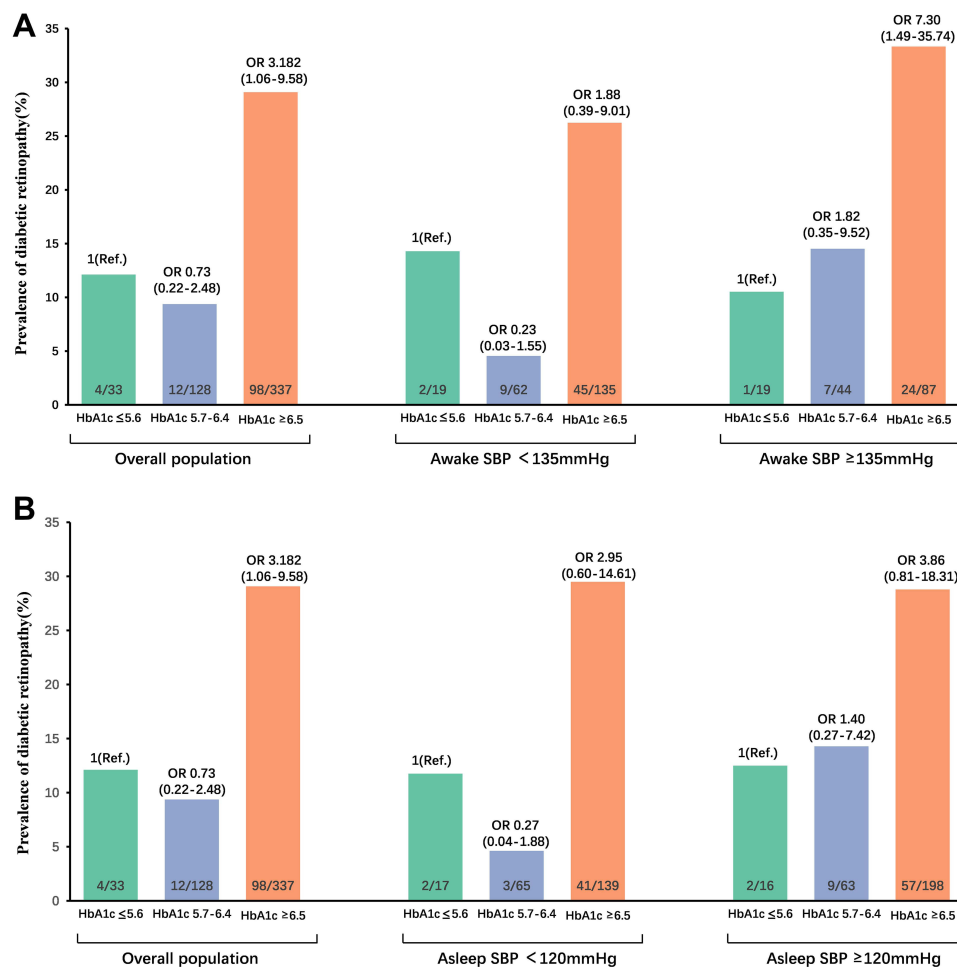 A
Prevalence of diabetic retinopathy(%)
35
30
25
20
15
10
5
0
1(Ref.)
OR 0.73
(0.22-2.48)
OR 3.182
(1.06-9.58)
1(Ref.)
OR 0.23
(0.03-1.55)
OR 1.88
(0.39-9.01)
1(Ref.)
OR 1.82
(0.35-9.52)
OR 7.30
(1.49-35.74)
4/33 12/128 98/337 2/19 9/62 45/135 1/19 7/44 24/87
HbA1c ≤5.6 HbA1c 5.7-6.4 HbA1c ≥6.5 HbA1c ≤5.6 HbA1c 5.7-6.4 HbA1c ≥6.5 HbA1c ≤5.6 HbA1c 5.7-6.4 HbA1c ≥6.5
Overall population Awake SBP <135mmHg Awake SBP ≥135mmHg
B
Prevalence of diabetic retinopathy(%)
35
30
25
20
15
10
5
0
1(Ref.)
OR 0.73
(0.22-2.48)
OR 3.182
(1.06-9.58)
1(Ref.)
OR 0.27
(0.04-1.88)
OR 2.95
(0.60-14.61)
1(Ref.)
OR 1.40
(0.27-7.42)
OR 3.86
(0.81-18.31)
4/33 12/128 98/337 2/17 3/65 41/139 2/16 9/63 57/198
HbA1c ≤5.6 HbA1c 5.7-6.4 HbA1c ≥6.5 HbA1c ≤5.6 HbA1c 5.7-6.4 HbA1c ≥6.5 HbA1c ≤5.6 HbA1c 5.7-6.4 HbA1c ≥6.5
Overall population Asleep SBP <120mmHg Asleep SBP ≥120mmHg